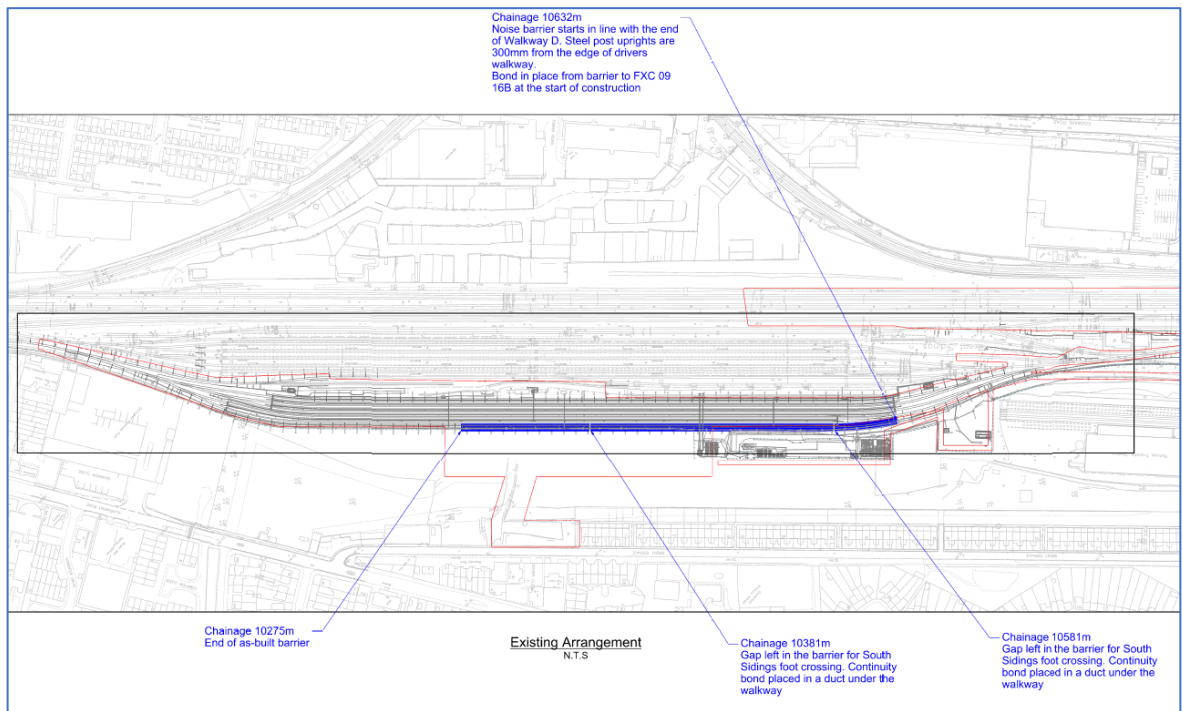 Chainage 10632m
Noise barrier starts in line with the end
of Walkway D. Steel post uprights are
300mm from the edge of drivers
walkway.
Bond in place from barrier to FXC 09
16B at the start of construction
Chainage 10275m
End of as-built barrier
Existing Arrangement
N.T.S
Chainage 10381m
Gap left in the barrier for South
Sidings foot crossing. Continuity
bond placed in a duct under the
walkway
Chainage 10581m
Gap left in the barrier for South
Sidings foot crossing. Continuity
bond placed in a duct under the
walkway